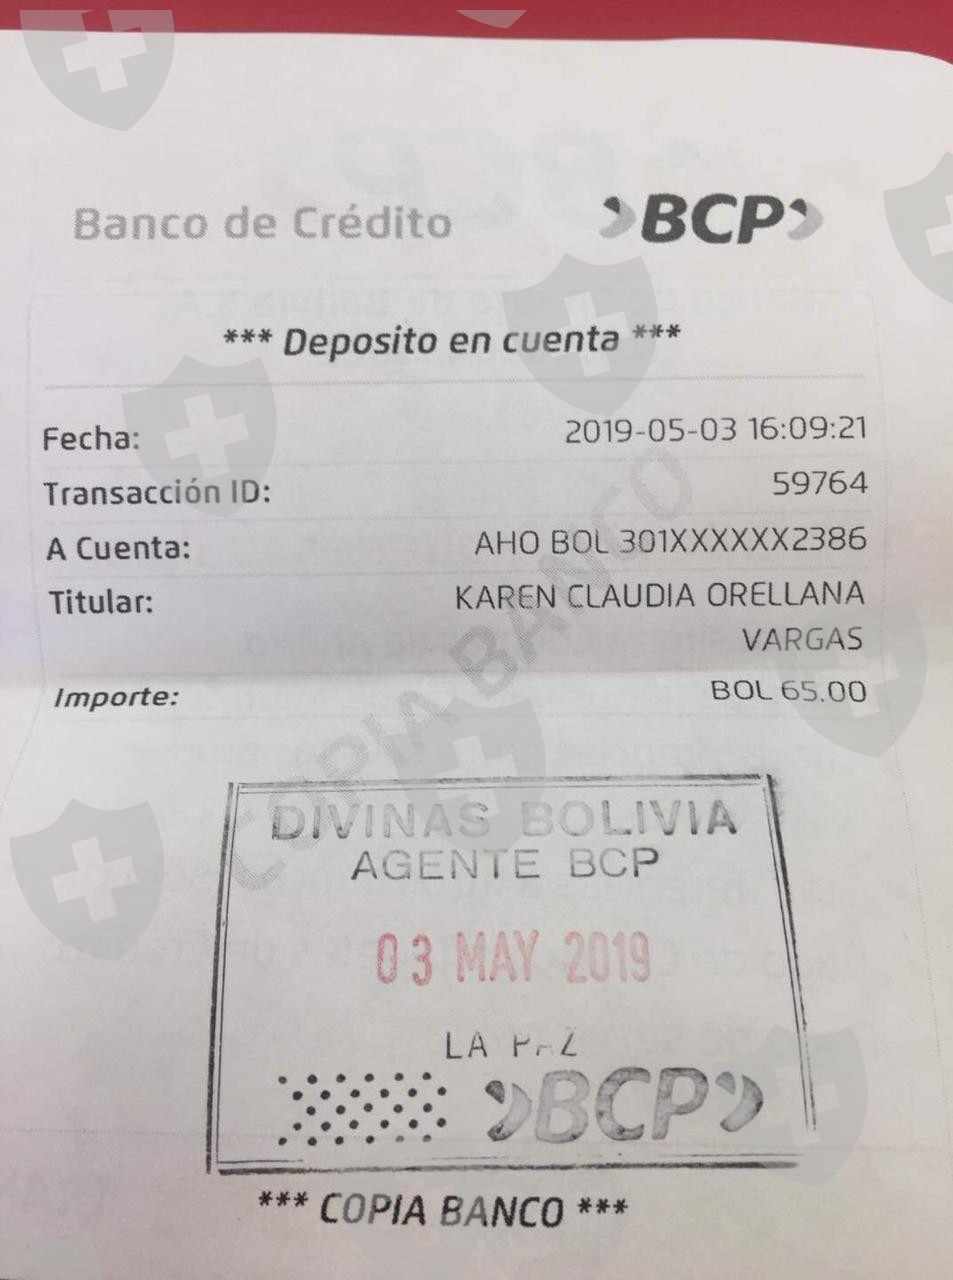 Banco de Crédito BCP
*** Deposito en cuenta ***
Fecha: 2019-05-03 16:09:21
Transacción ID: 59764
A Cuenta: AHO BOL 301XXXXXX2386
Titular: KAREN CLAUDIA ORELLANA
VARGAS
Importe: BOL 65.00
COPIA BANCO
DIVINAS BOLIVIA
AGENTE BCP
03 MAY 2019
LA PAZ
BCP
*** COPIA BANCO ***